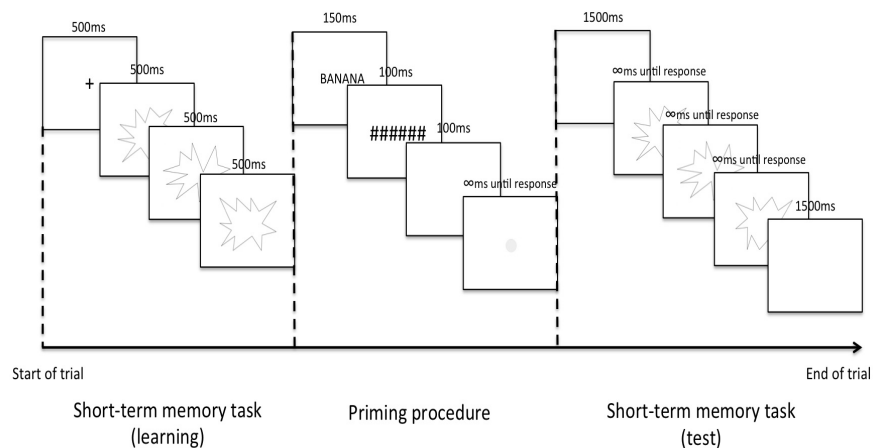 500ms
+
500ms
500ms
500ms
150ms
BANANA
100ms
######
100ms
∞ms until response
1500ms
∞ms until response
∞ms until response
∞ms until response
1500ms
Start of trial
End of trial
Short-term memory task
(learning)
Priming procedure
Short-term memory task
(test)